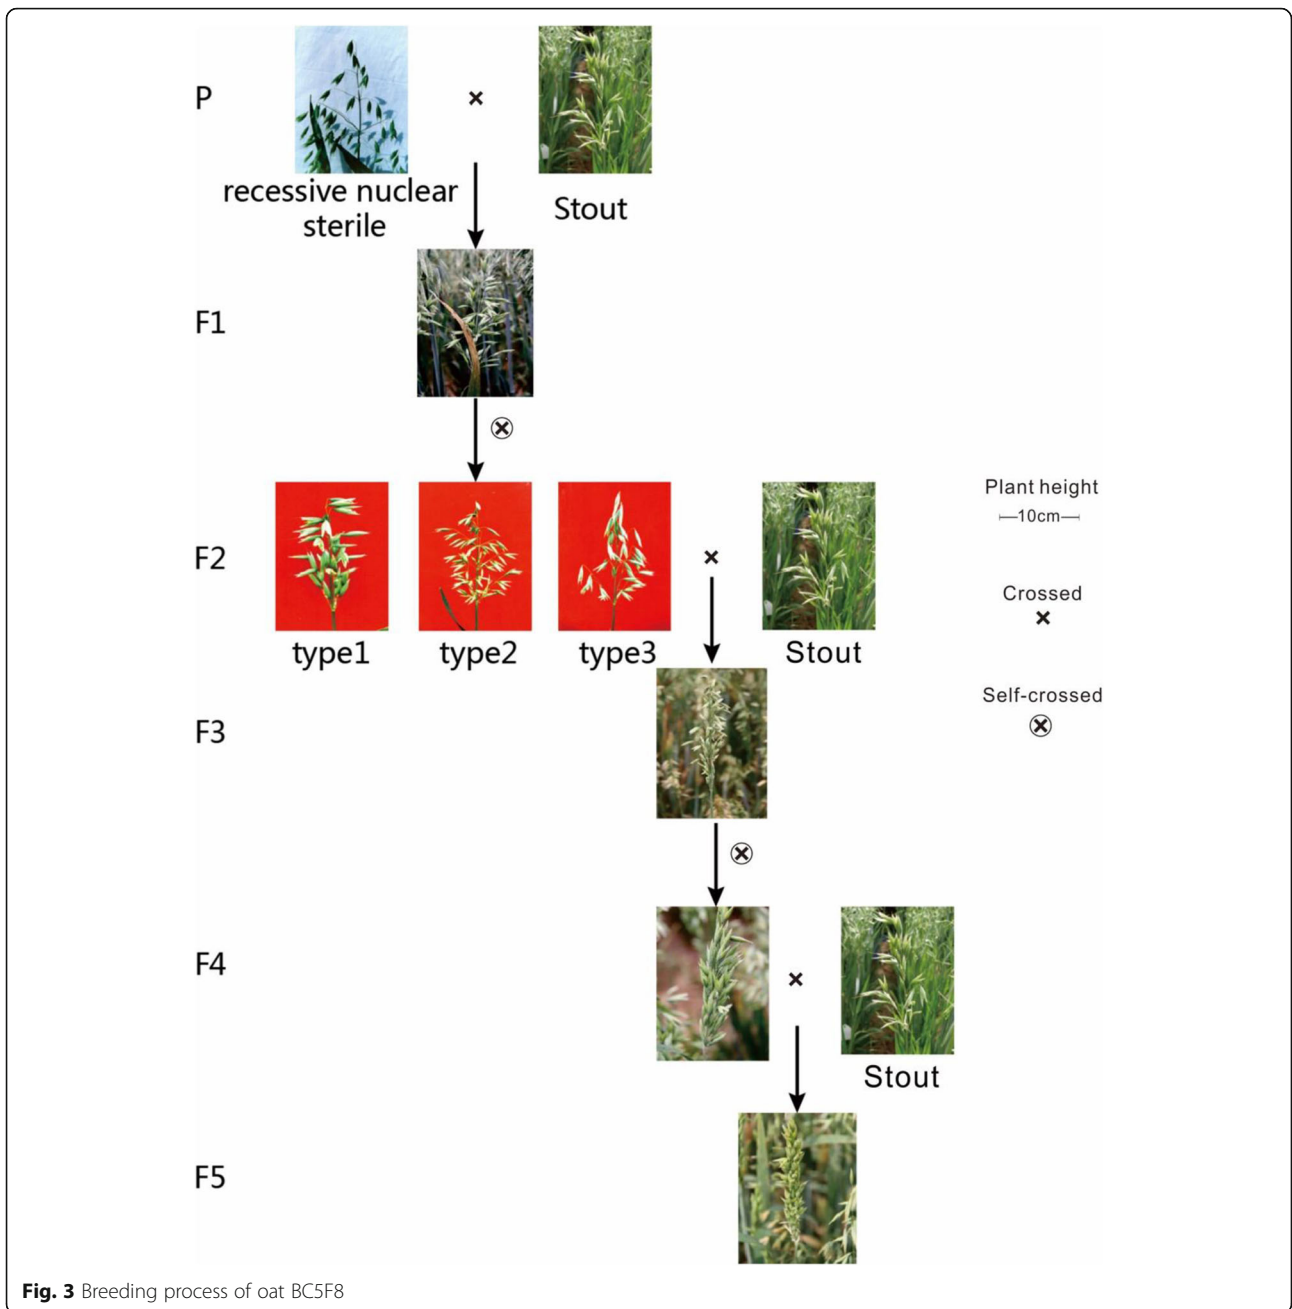 P
×
recessive nuclear
sterile
Stout
F1
⊗
F2
×
type1
type2
type3
Stout
Plant height
10cm
Crossed
×
Self-crossed
⊗
F3
⊗
F4
×
Stout
F5
Fig. 3 Breeding process of oat BC5F8